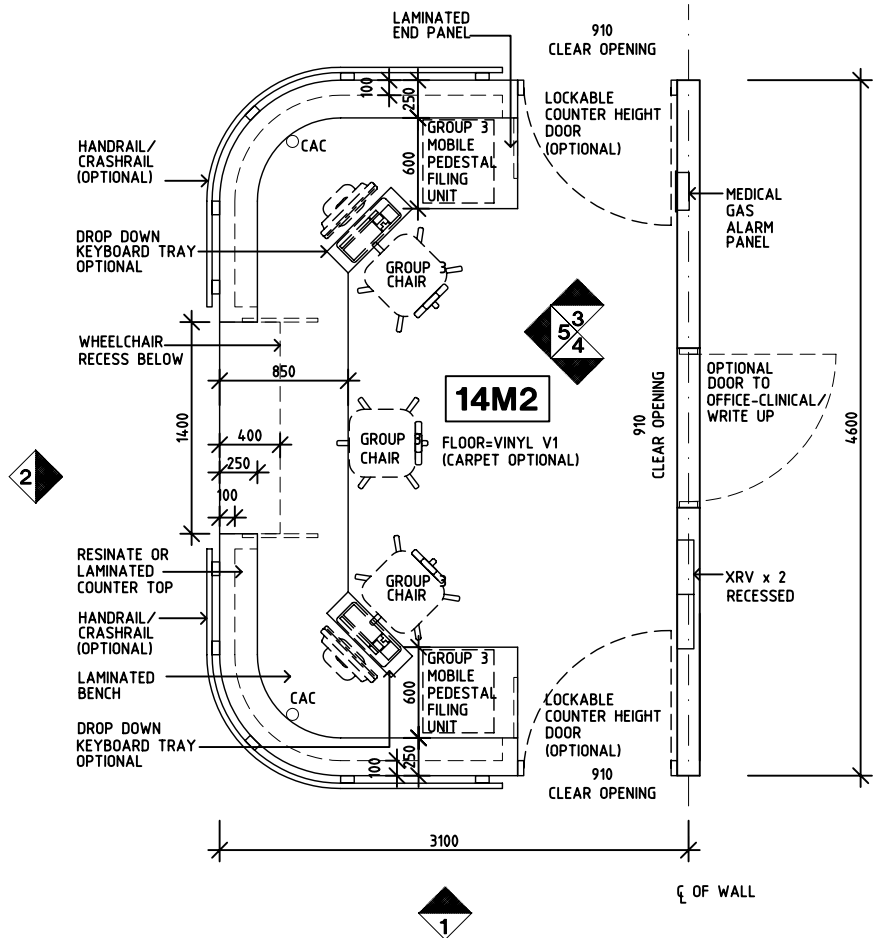 LAMINATED
END PANEL
910
CLEAR OPENING
100
250
LOCKABLE
COUNTER HEIGHT
DOOR
(OPTIONAL)
CAC
GROUP 3
MOBILE
PEDESTAL
FILING
UNIT
600
HANDRAIL/
CRASHRAIL
(OPTIONAL)
MEDICAL
GAS
ALARM
PANEL
DROP DOWN
KEYBOARD TRAY
OPTIONAL
GROUP 3
CHAIR
3
5
4
WHEELCHAIR
RECESS BELOW
850
14M2
OPTIONAL
DOOR TO
OFFICE-CLINICAL/
WRITE UP
910
CLEAR OPENING
4600
1400
400
GROUP 3
CHAIR
FLOOR=VINYL V1
(CARPET OPTIONAL)
250
2
100
RESINATE OR
LAMINATED
COUNTER TOP
GROUP 3
CHAIR
XRV x 2
RECESSED
HANDRAIL/
CRASHRAIL
(OPTIONAL)
LAMINATED
BENCH
CAC
GROUP 3
MOBILE
PEDESTAL
FILING
UNIT
600
LOCKABLE
COUNTER HEIGHT
DOOR
(OPTIONAL)
DROP DOWN
KEYBOARD TRAY
OPTIONAL
100
250
910
CLEAR OPENING
3100
℄ OF WALL
1